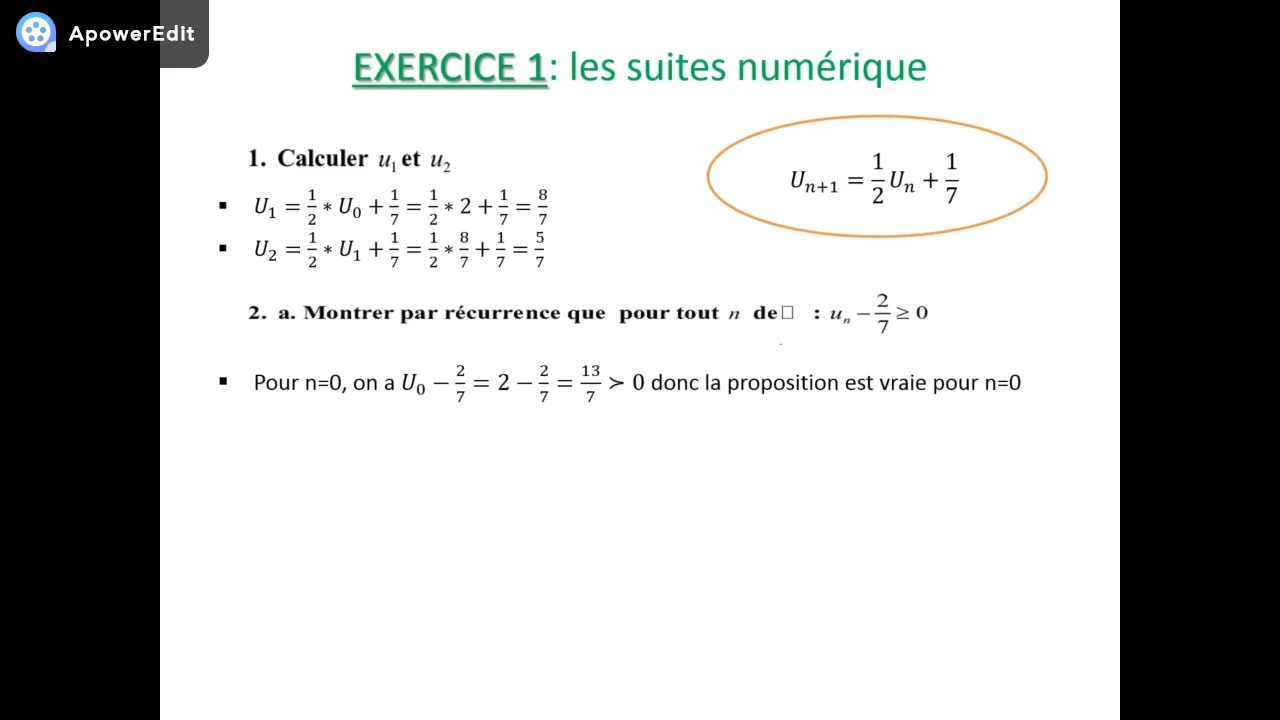 ApowerEdit
EXERCICE 1: les suites numérique
1. Calculer u₁ et u₂
U_{n+1} = 1/2 U_n + 1/7
▪ U₁ = 1/2 * U₀ + 1/7 = 1/2 * 2 + 1/7 = 8/7
▪ U₂ = 1/2 * U₁ + 1/7 = 1/2 * 8/7 + 1/7 = 5/7
2. a. Montrer par récurrence que pour tout n de□ : u_n − 2/7 ≥ 0
▪ Pour n=0, on a U₀ − 2/7 = 2 − 2/7 = 13/7 ≻ 0 donc la proposition est vraie pour n=0